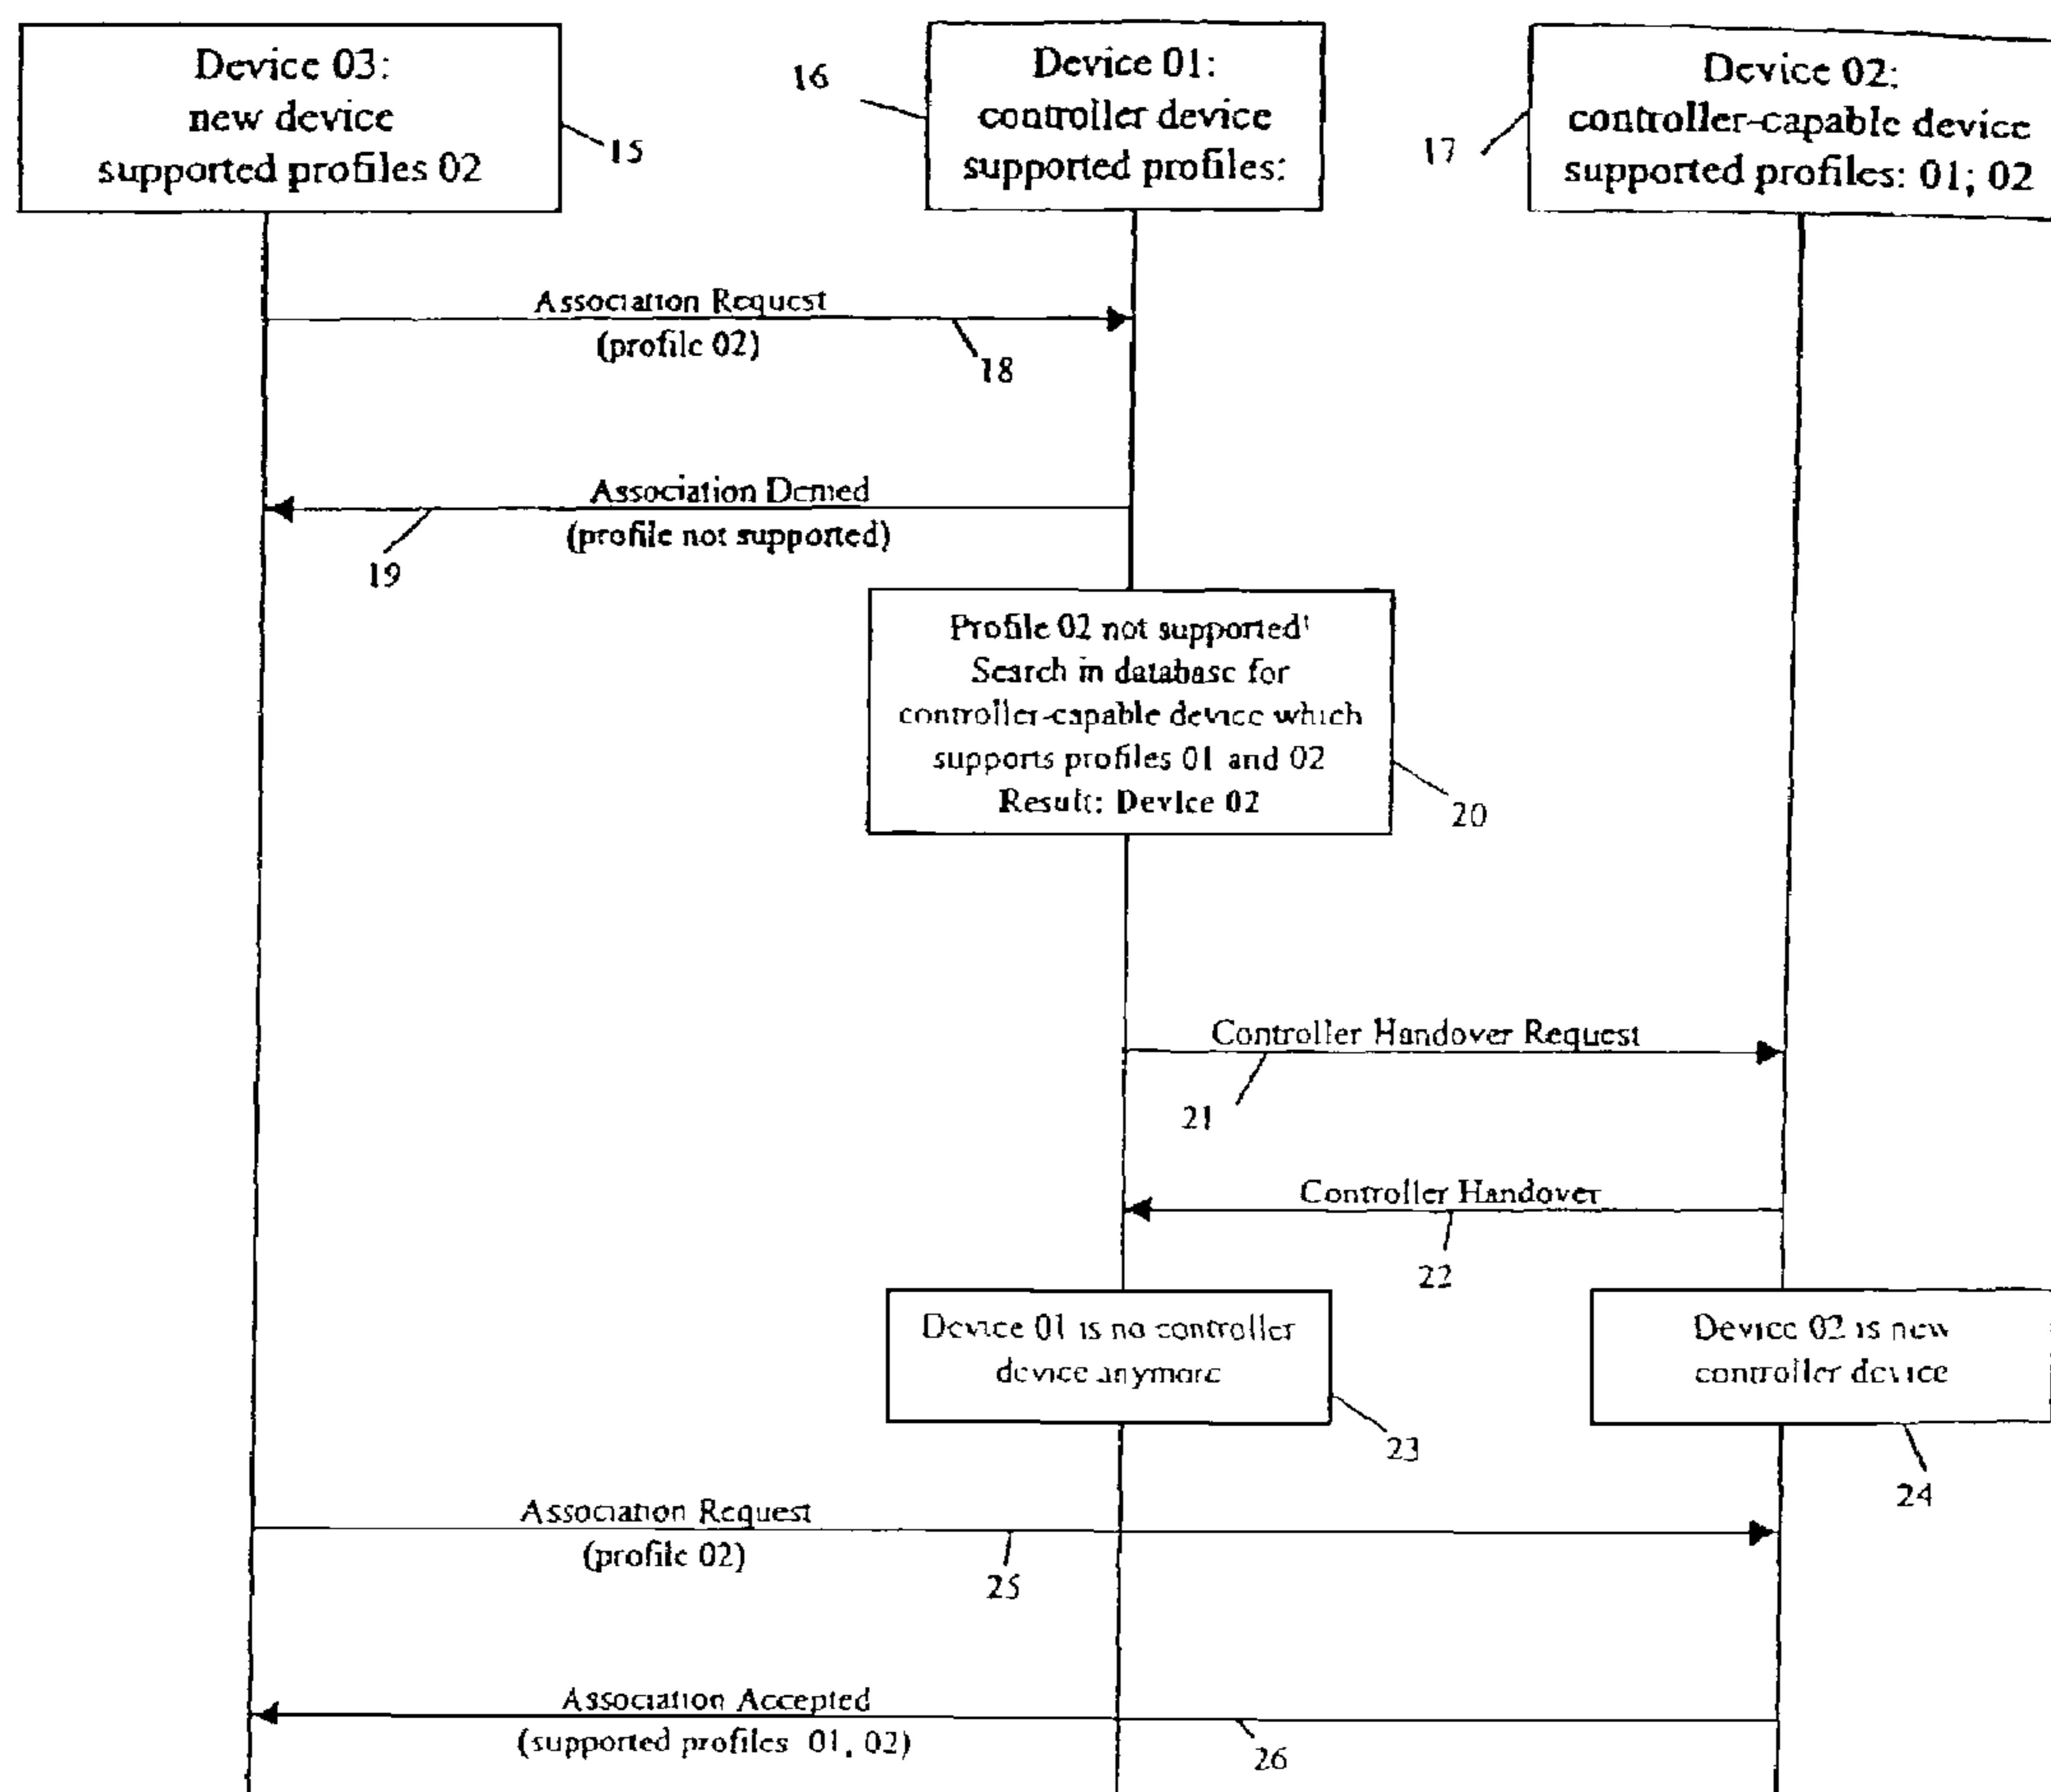 Device 03:
new device
supported profiles 02
15
16
Device 01:
controller device
supported profiles:
17
Device 02:
controller-capable device
supported profiles: 01; 02
Association Request
(profile 02)
18
Association Denied
(profile not supported)
19
Profile 02 not supported!
Search in database for
controller-capable device which
supports profiles 01 and 02
Result: Device 02
20
Controller Handover Request
21
Controller Handover
22
Device 01 is no controller
device anymore
23
Device 02 is new
controller device
24
Association Request
(profile 02)
25
Association Accepted
(supported profiles 01, 02)
26